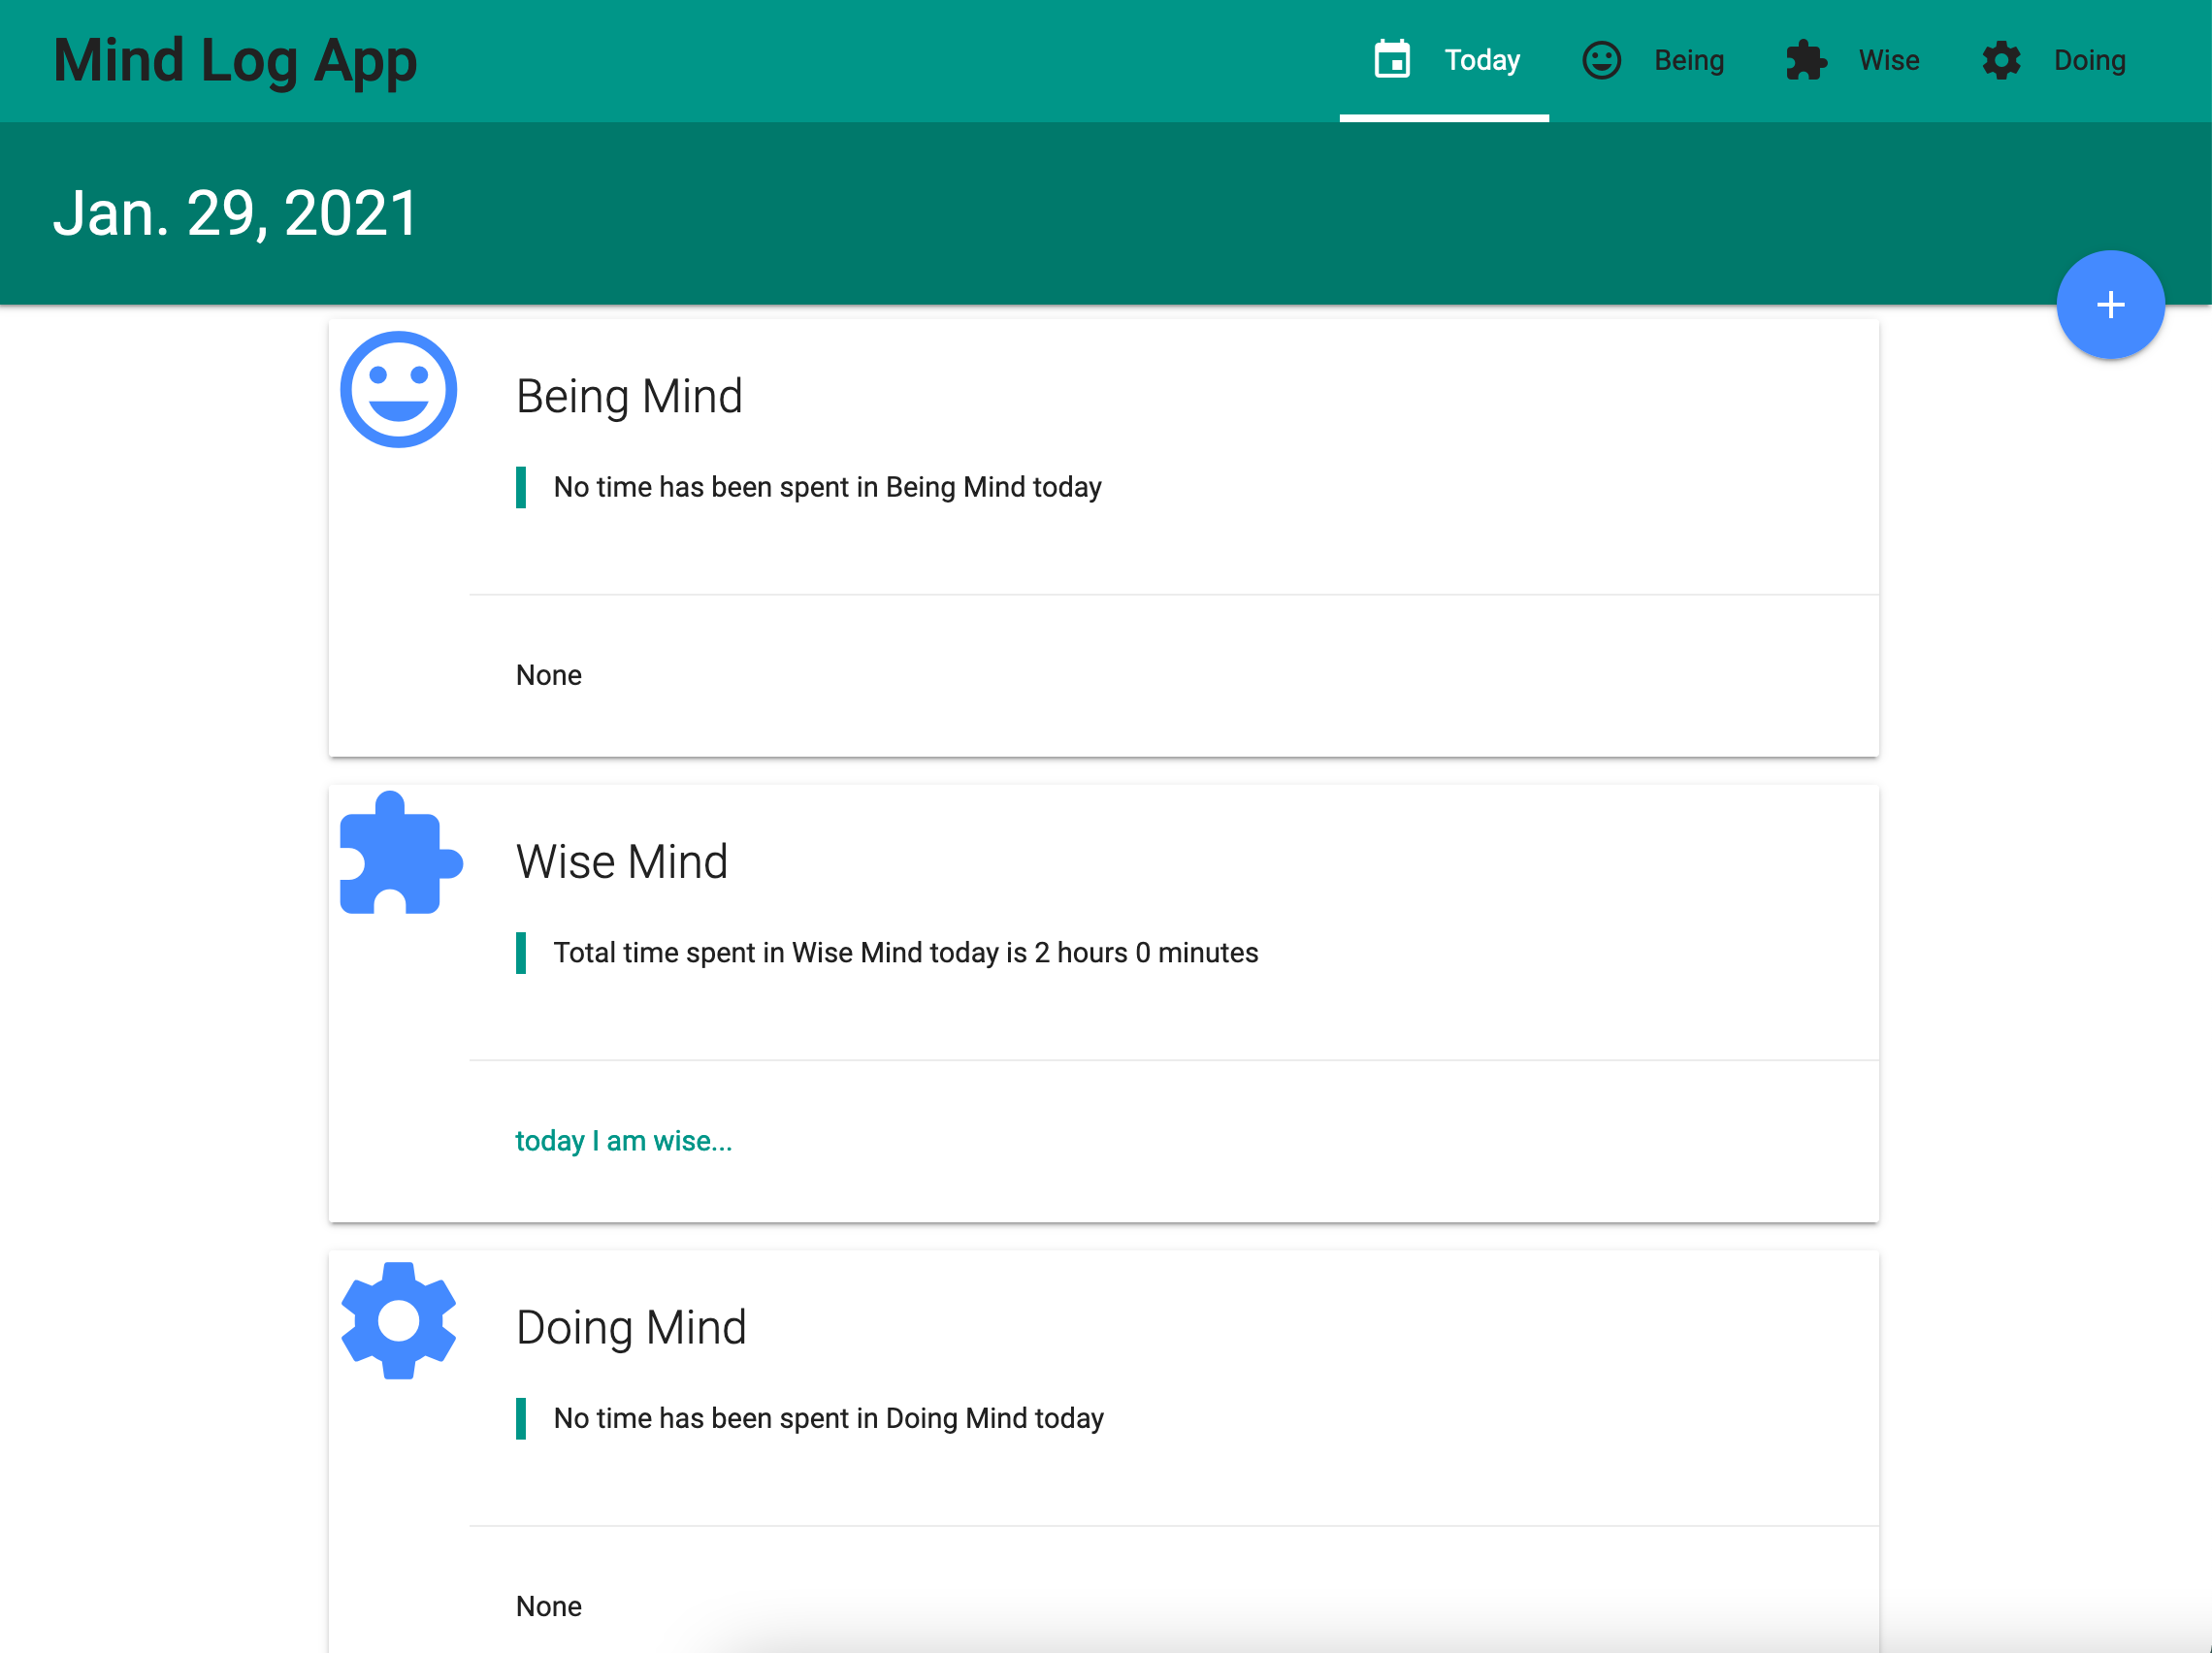 Mind Log App
Today Being Wise Doing
Jan. 29, 2021
+
Being Mind
No time has been spent in Being Mind today
None
Wise Mind
Total time spent in Wise Mind today is 2 hours 0 minutes
today I am wise...
Doing Mind
No time has been spent in Doing Mind today
None